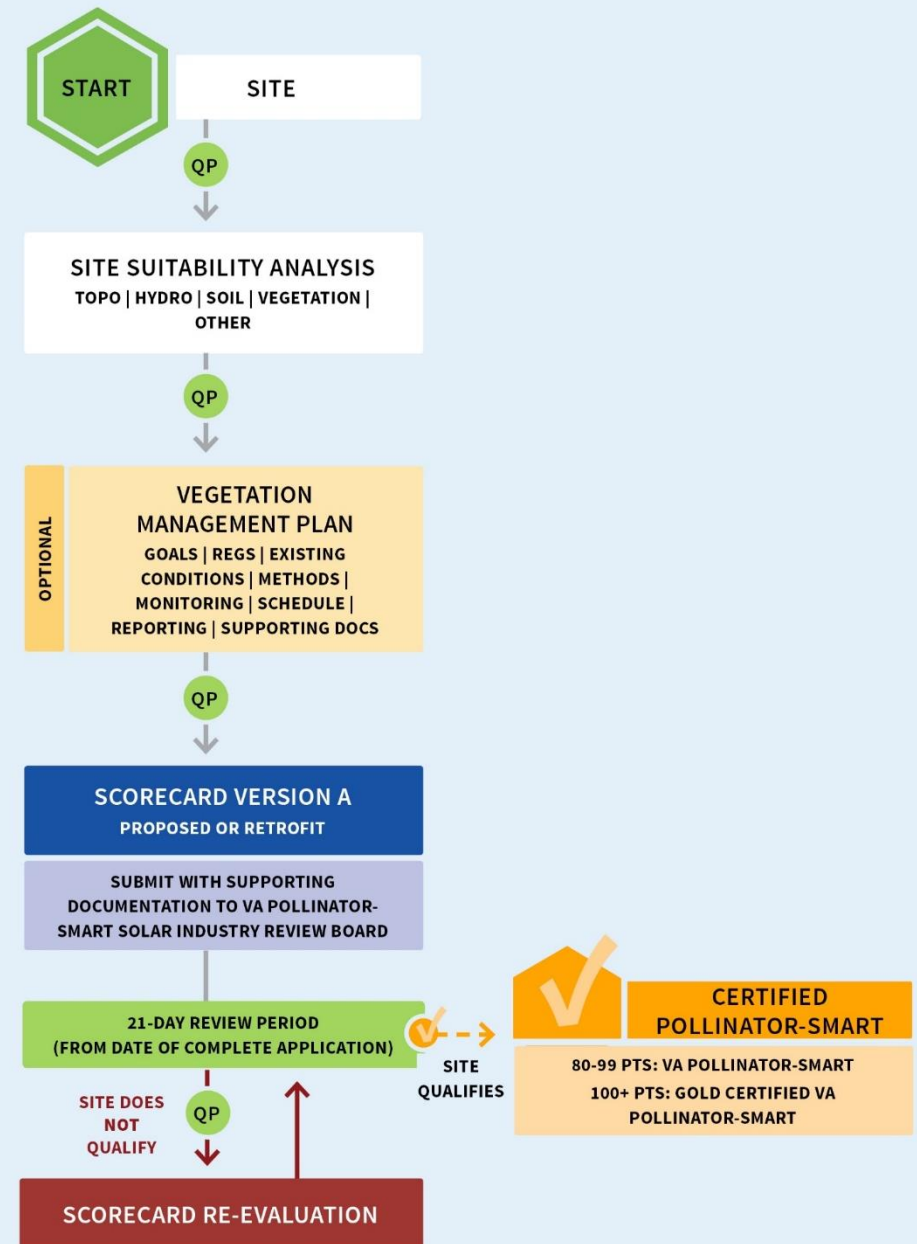 START
SITE
QP
SITE SUITABILITY ANALYSIS
TOPO | HYDRO | SOIL | VEGETATION |
OTHER
QP
OPTIONAL
VEGETATION
MANAGEMENT PLAN
GOALS | REGS | EXISTING
CONDITIONS | METHODS |
MONITORING | SCHEDULE |
REPORTING | SUPPORTING DOCS
QP
SCORECARD VERSION A
PROPOSED OR RETROFIT
SUBMIT WITH SUPPORTING
DOCUMENTATION TO VA POLLINATOR-
SMART SOLAR INDUSTRY REVIEW BOARD
21-DAY REVIEW PERIOD
(FROM DATE OF COMPLETE APPLICATION)
SITE
QUALIFIES
CERTIFIED
POLLINATOR-SMART
80-99 PTS: VA POLLINATOR-SMART
100+ PTS: GOLD CERTIFIED VA
POLLINATOR-SMART
SITE DOES
NOT
QUALIFY
QP
SCORECARD RE-EVALUATION